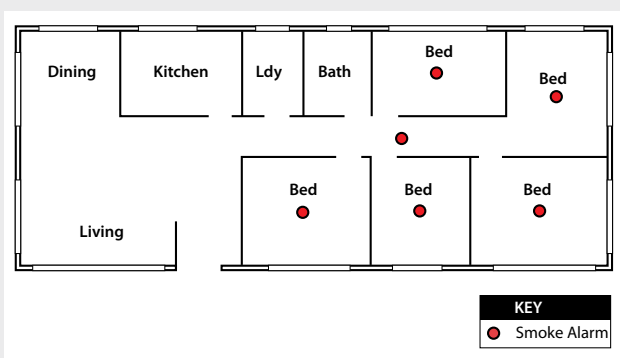 Bed
Dining Kitchen Ldy Bath
Bed
Bed Bed Bed
Living
KEY
Smoke Alarm